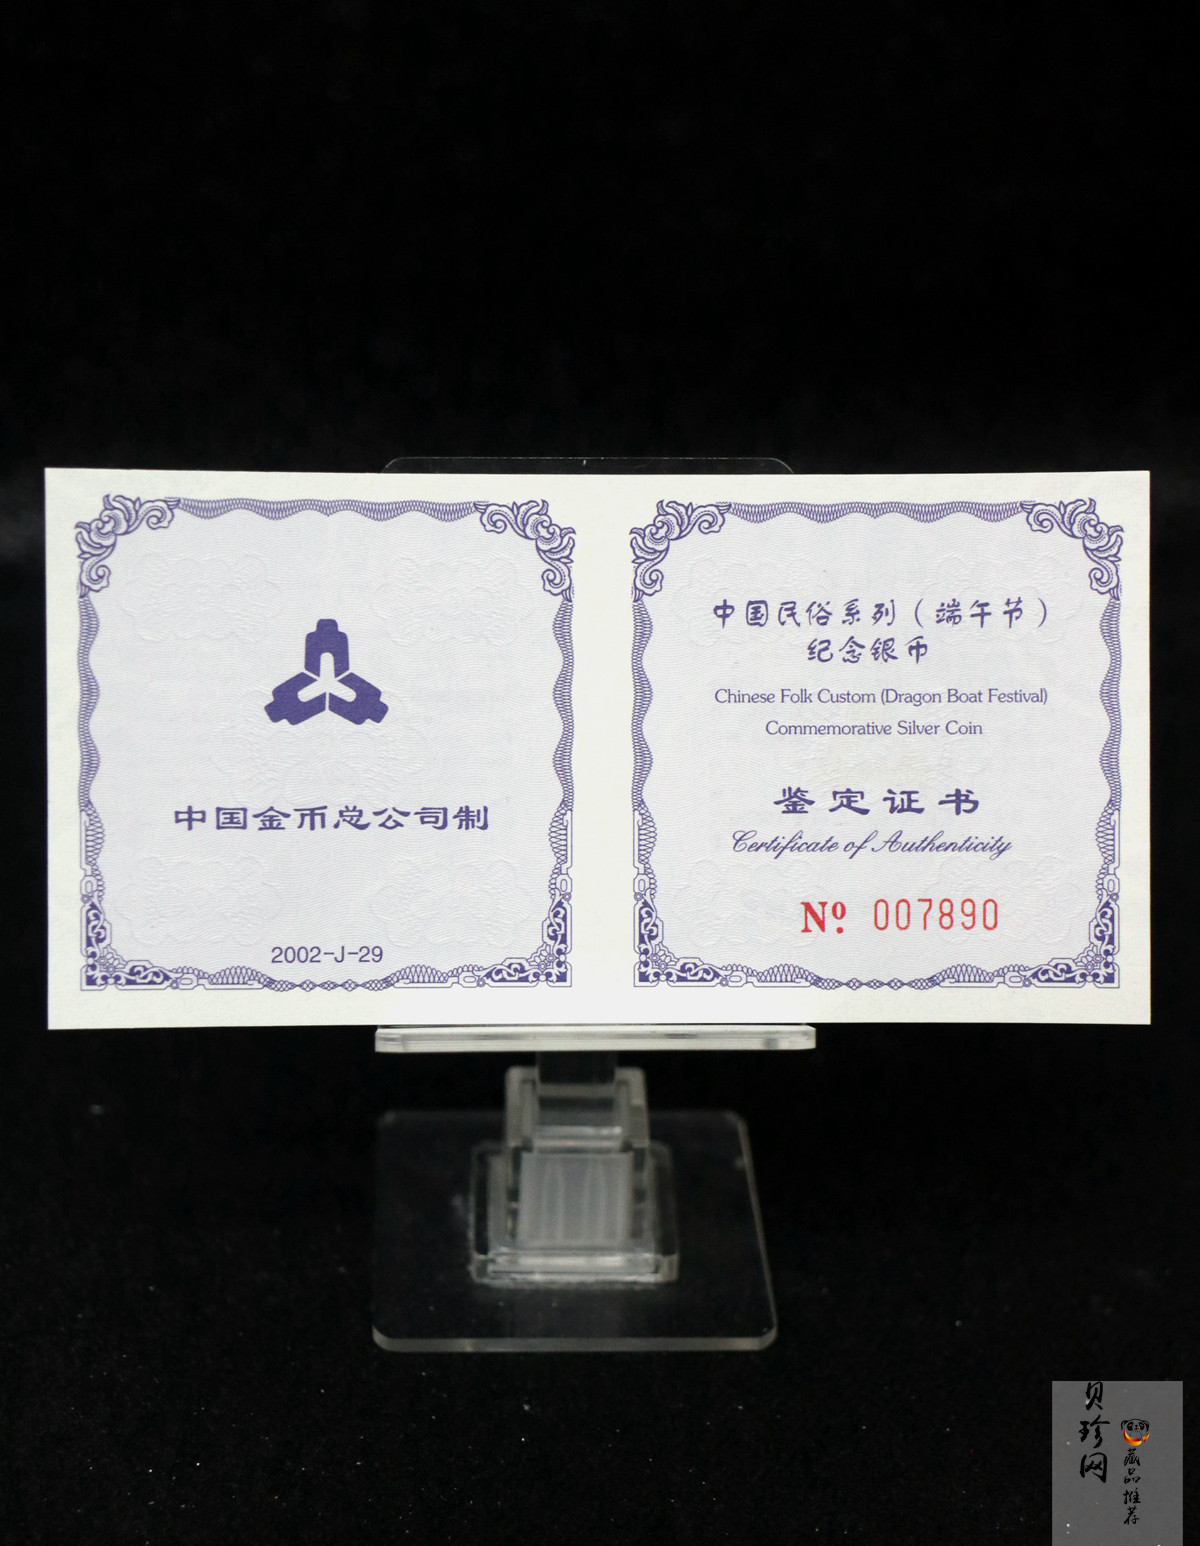 中国金币总公司制
2002-J-29
中国民俗系列（端午节）
纪念银币
Chinese Folk Custom (Dragon Boat Festival)
Commemorative Silver Coin
鉴定证书
Certificate of Authenticity
Nº. 007890
贝珍网
藏品推荐